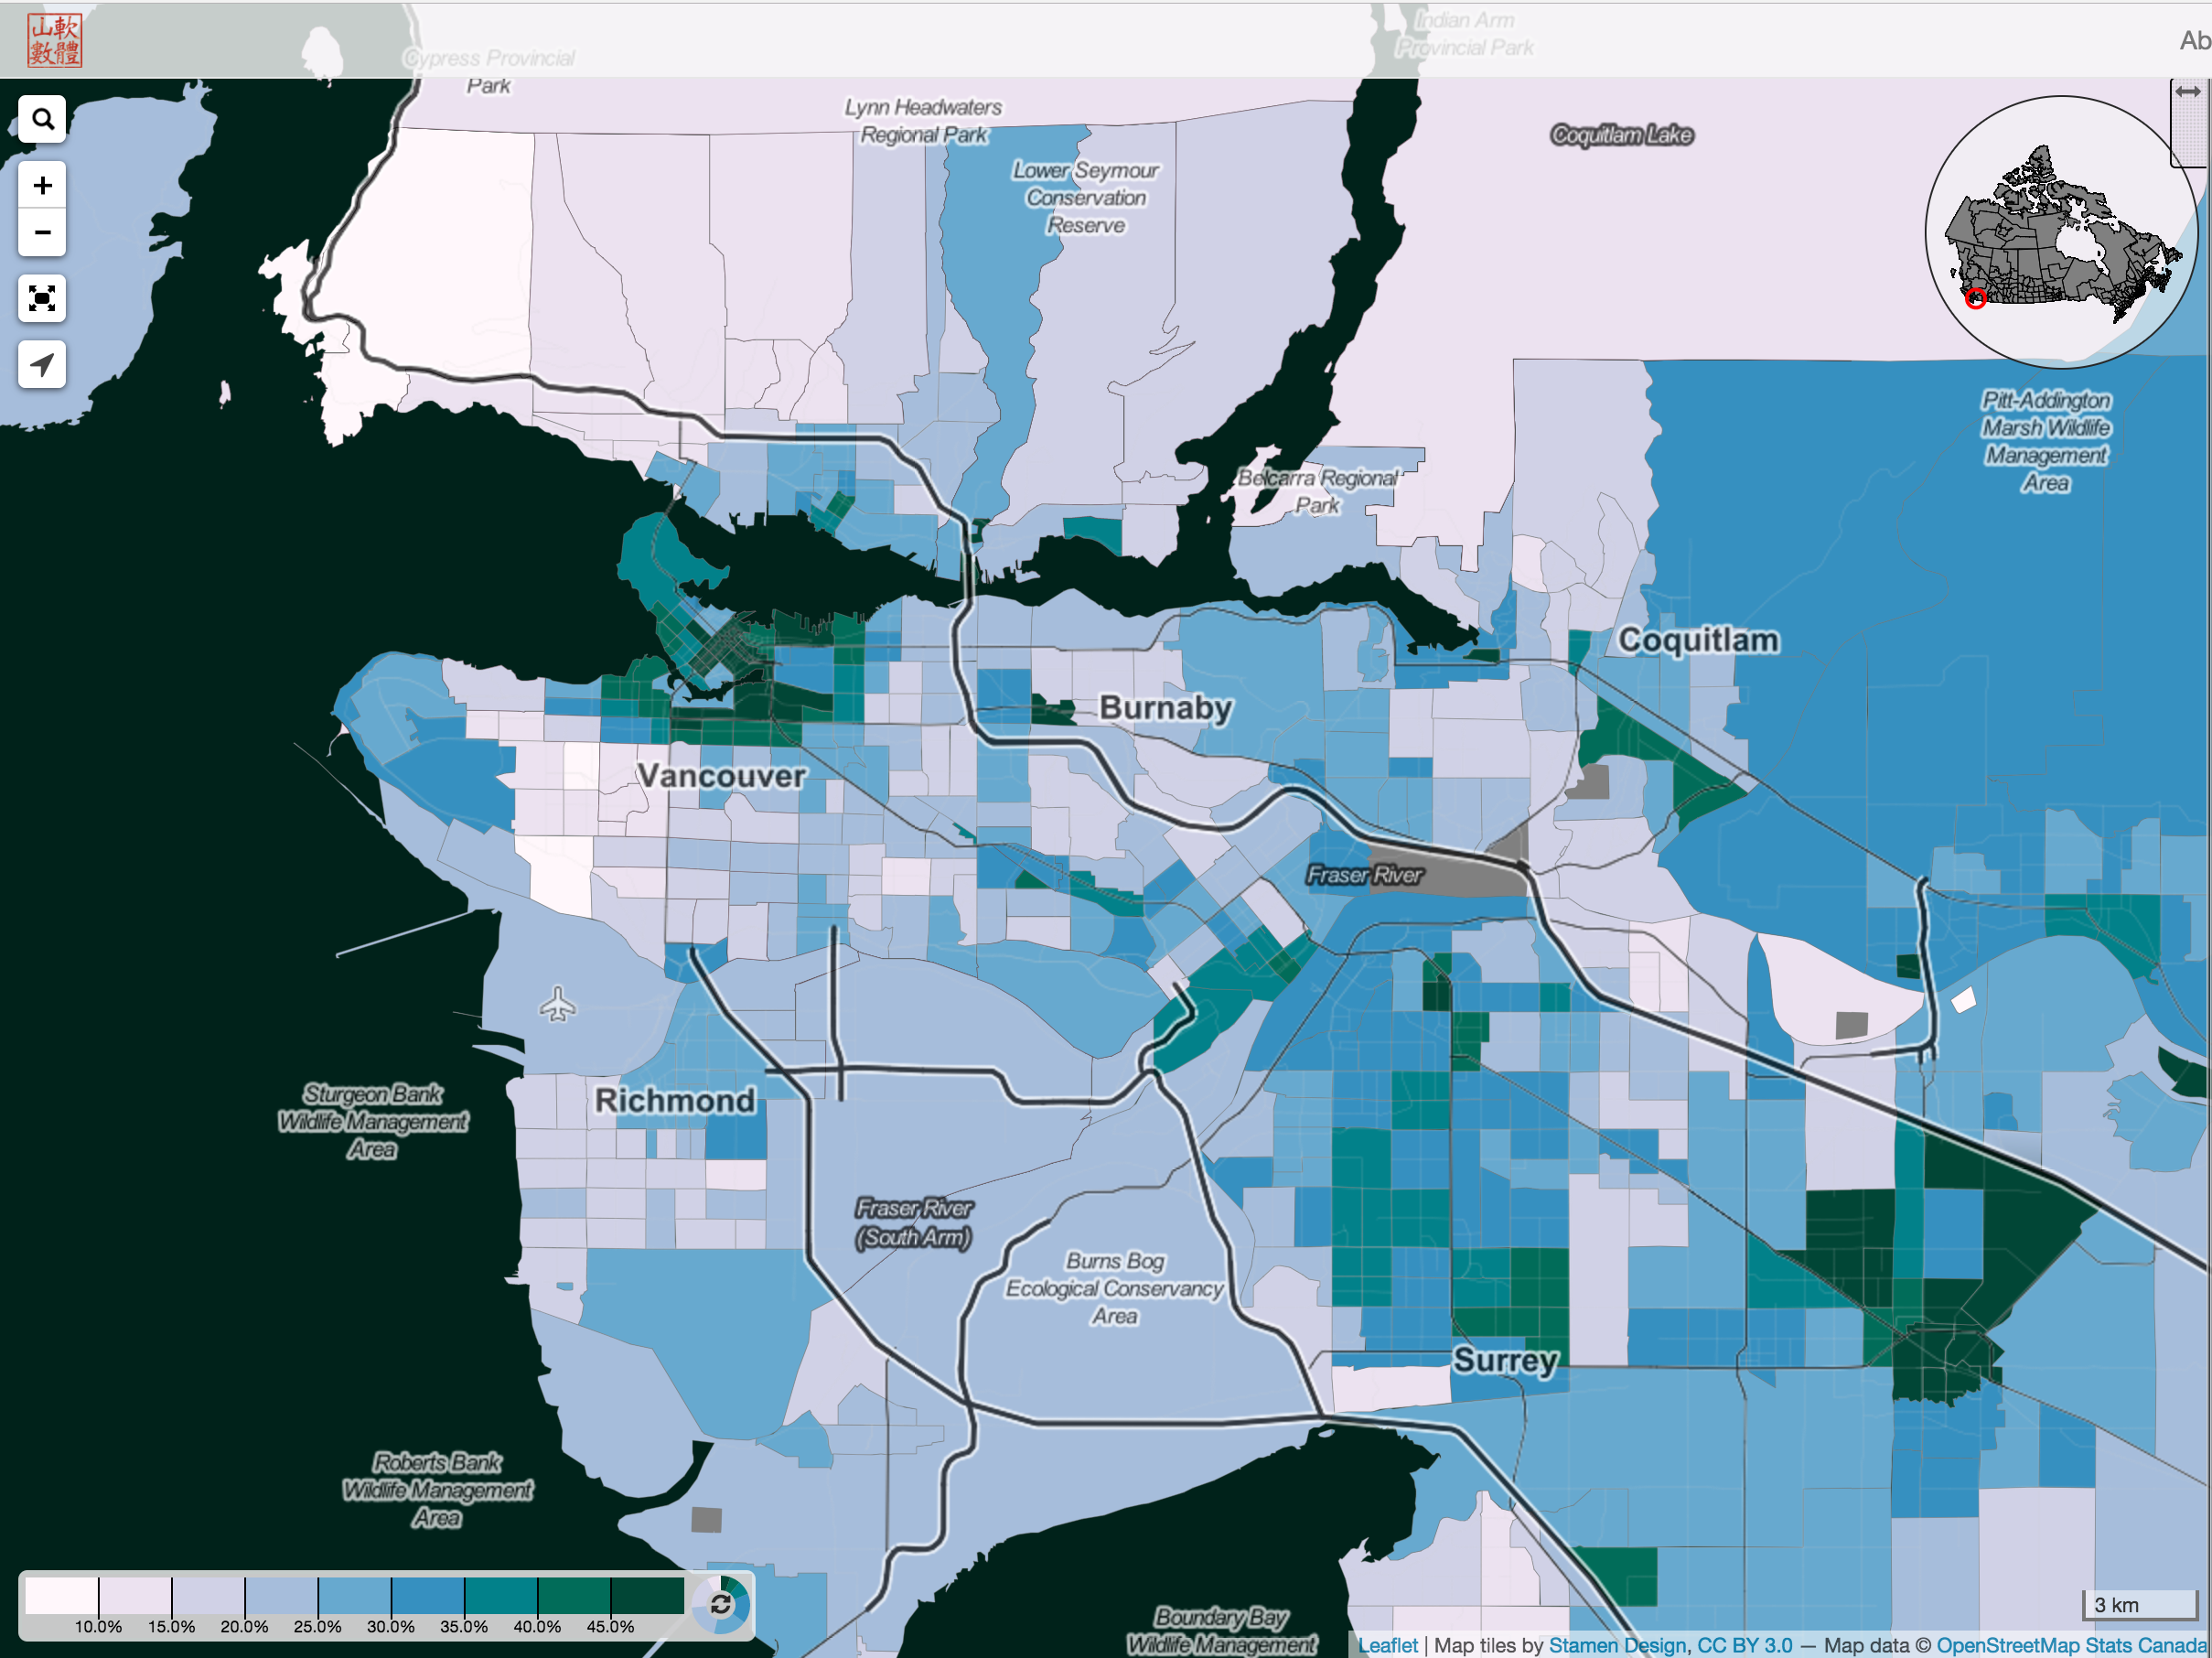 山軟
數體
Cypress Provincial
Park
Indian Arm
Provincial Park
Ab
Lynn Headwaters
Regional Park
Coquitlam Lake
Lower Seymour
Conservation
Reserve
+
−
Pitt-Addington
Marsh Wildlife
Management
Area
Belcarra Regional
Park
Coquitlam
Burnaby
Vancouver
Fraser River
Richmond
Sturgeon Bank
Wildlife Management
Area
Fraser River
(South Arm)
Burns Bog
Ecological Conservancy
Area
Surrey
Roberts Bank
Wildlife Management
Area
10.0% 15.0% 20.0% 25.0% 30.0% 35.0% 40.0% 45.0%
Boundary Bay
Wildlife Management
3 km
Leaflet | Map tiles by Stamen Design, CC BY 3.0 — Map data © OpenStreetMap Stats Canada